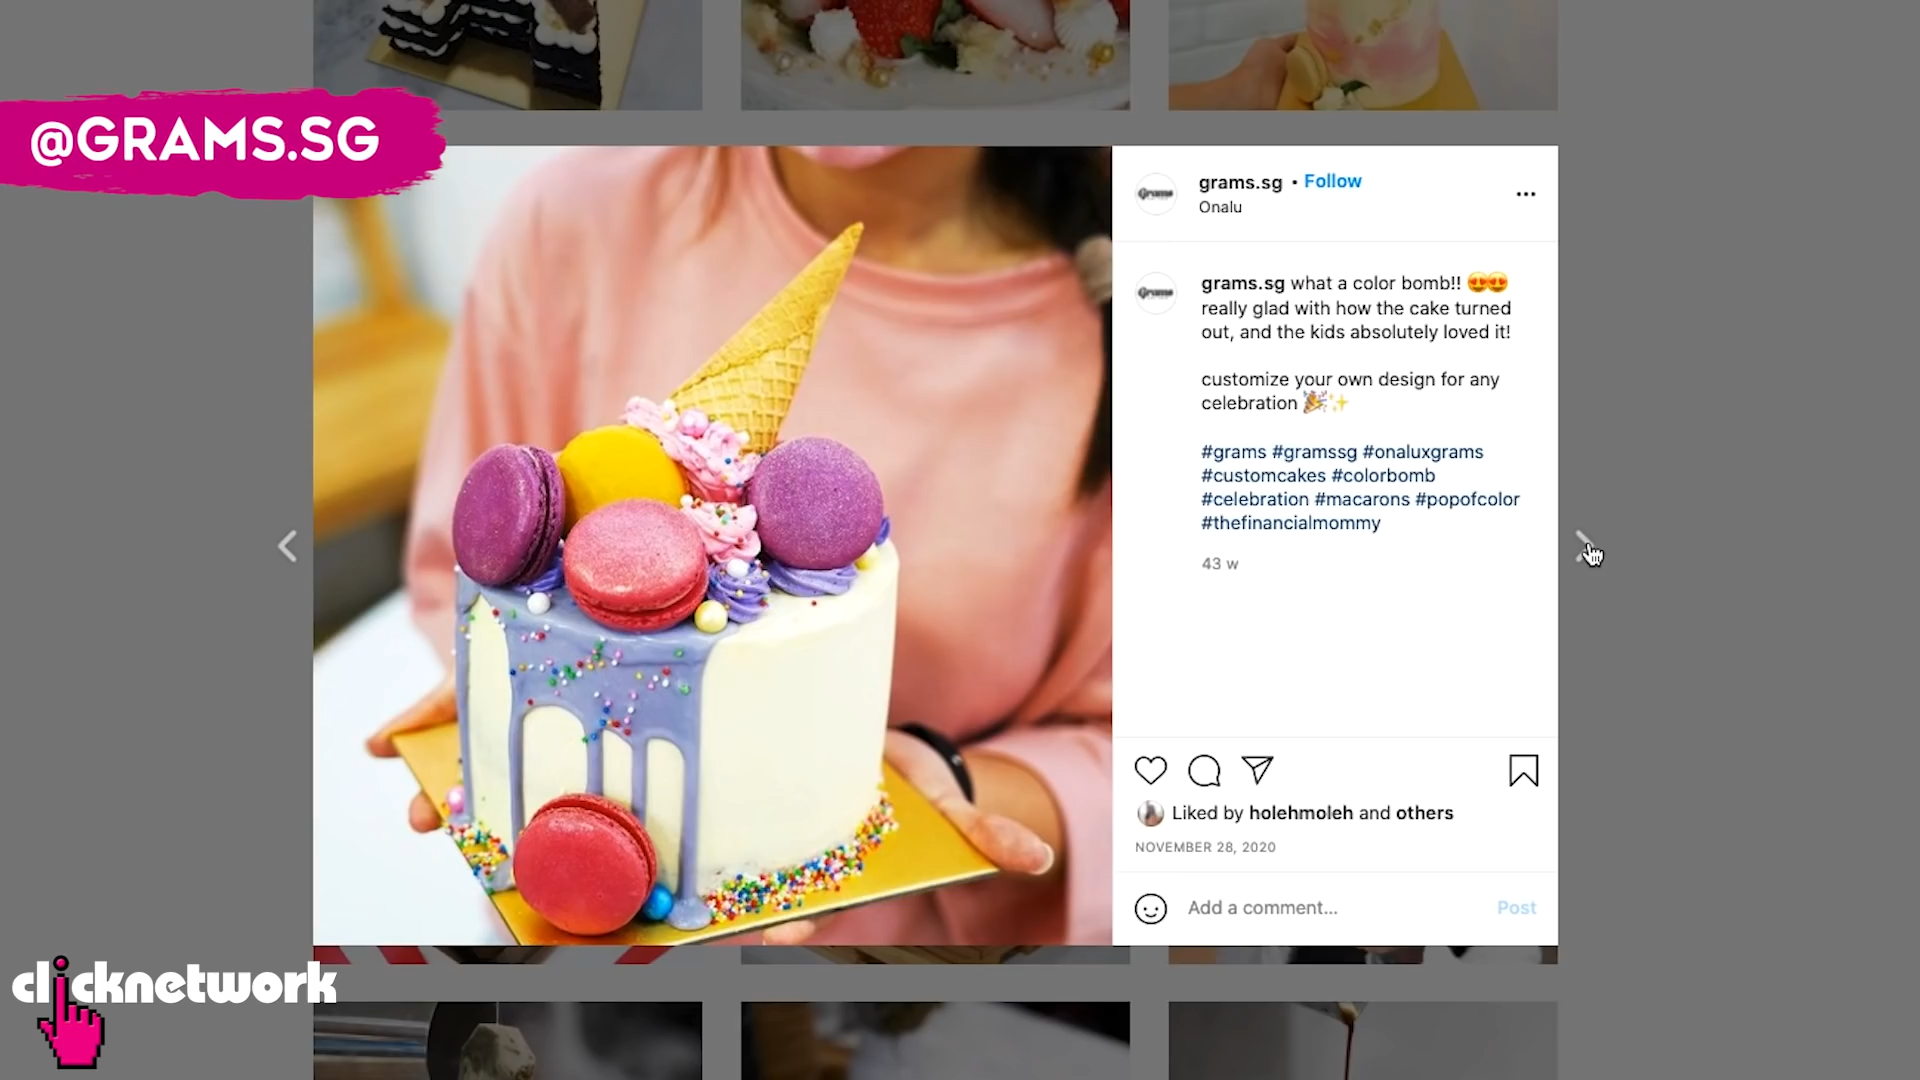 @GRAMS.SG
grams.sg • Follow
Onalu
grams.sg what a color bomb!! 😍😍
really glad with how the cake turned
out, and the kids absolutely loved it!
customize your own design for any
celebration 🎉✨
#grams #gramssg #onaluxgrams
#customcakes #colorbomb
#celebration #macarons #popofcolor
#thefinancialmommy
43 w
Liked by holehmoleh and others
NOVEMBER 28, 2020
Add a comment... Post
clicknetwork